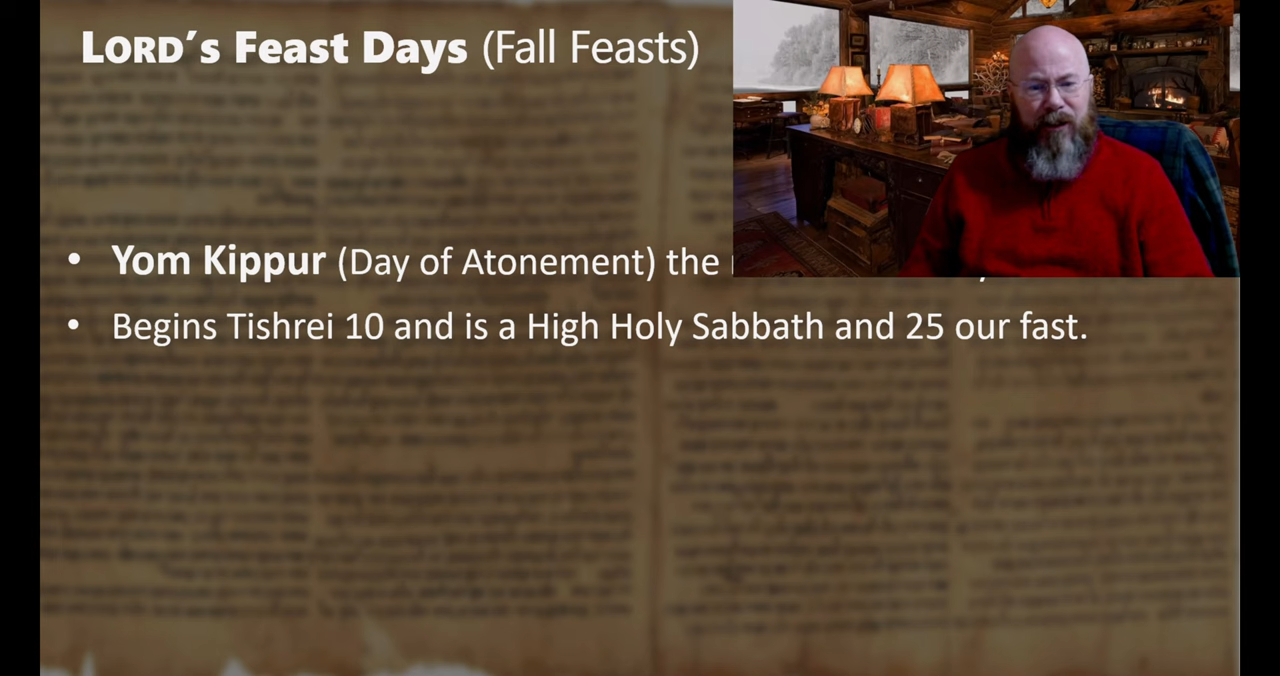 LORD's Feast Days (Fall Feasts)
• Yom Kippur (Day of Atonement) the
• Begins Tishrei 10 and is a High Holy Sabbath and 25 our fast.